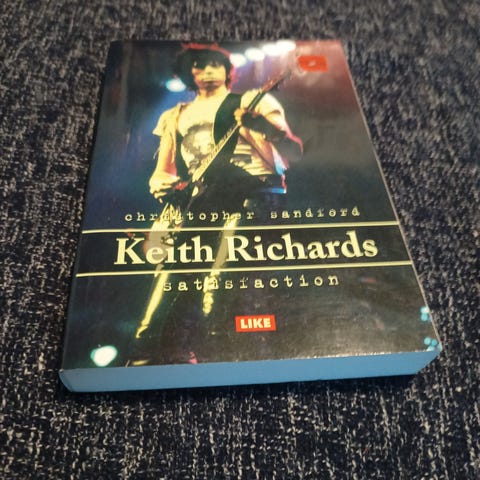 christopher sandford
Keith Richards
satisfaction
LIKE